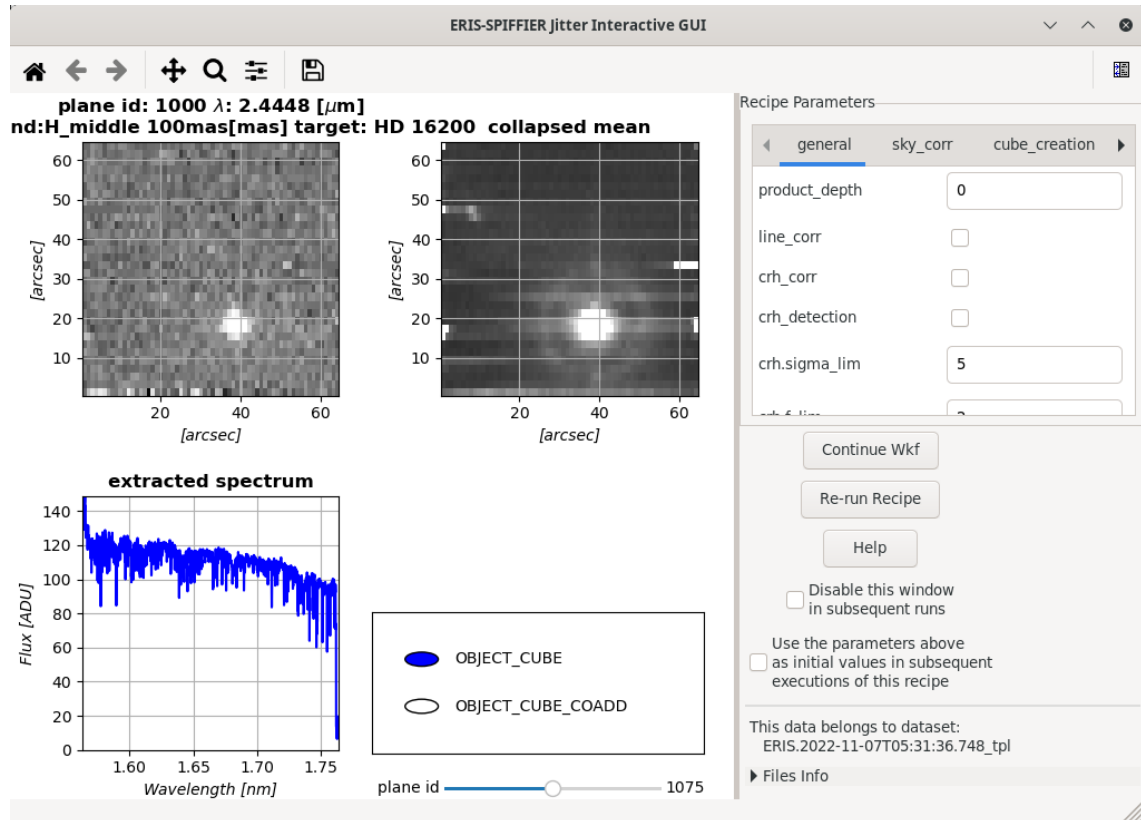 ERIS-SPIFFIER Jitter Interactive GUI
plane id: 1000 λ: 2.4448 [μm]
nd:H_middle 100mas[mas] target: HD 16200 collapsed mean
60
50
40
30
20
10
[arcsec]
20 40 60
[arcsec]
60
50
40
30
20
10
[arcsec]
20 40 60
[arcsec]
extracted spectrum
140
120
100
80
60
40
20
0
Flux [ADU]
1.60 1.65 1.70 1.75
Wavelength [nm]
OBJECT_CUBE
OBJECT_CUBE_COADD
plane id 1075
Recipe Parameters
general sky_corr cube_creation
product_depth 0
line_corr
crh_corr
crh_detection
crh.sigma_lim 5
Continue Wkf
Re-run Recipe
Help
Disable this window
in subsequent runs
Use the parameters above
as initial values in subsequent
executions of this recipe
This data belongs to dataset:
ERIS.2022-11-07T05:31:36.748_tpl
Files Info